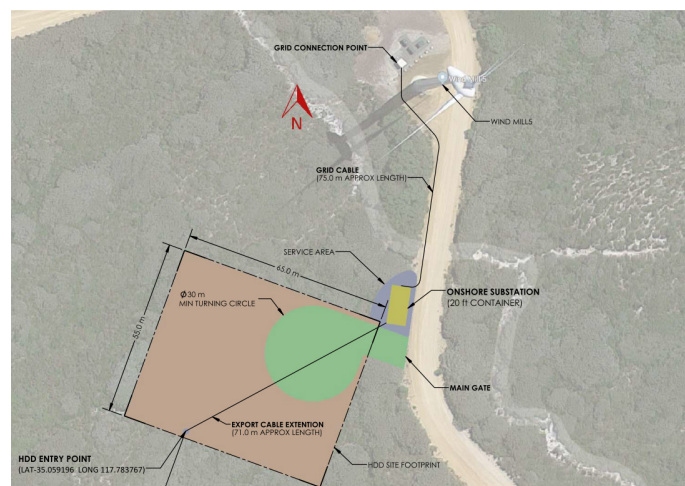 GRID CONNECTION POINT
WIND MILLS
WIND MILLS
N
GRID CABLE
(75.0 m APPROX LENGTH)
SERVICE AREA
65.0 m
ONSHORE SUBSTATION
(20 ft CONTAINER)
Ø30 m
MIN TURNING CIRCLE
55.0 m
MAIN GATE
EXPORT CABLE EXTENTION
(71.0 m APPROX LENGTH)
HDD ENTRY POINT
(LAT-35.059196 LONG 117.783767)
HDD SITE FOOTPRINT